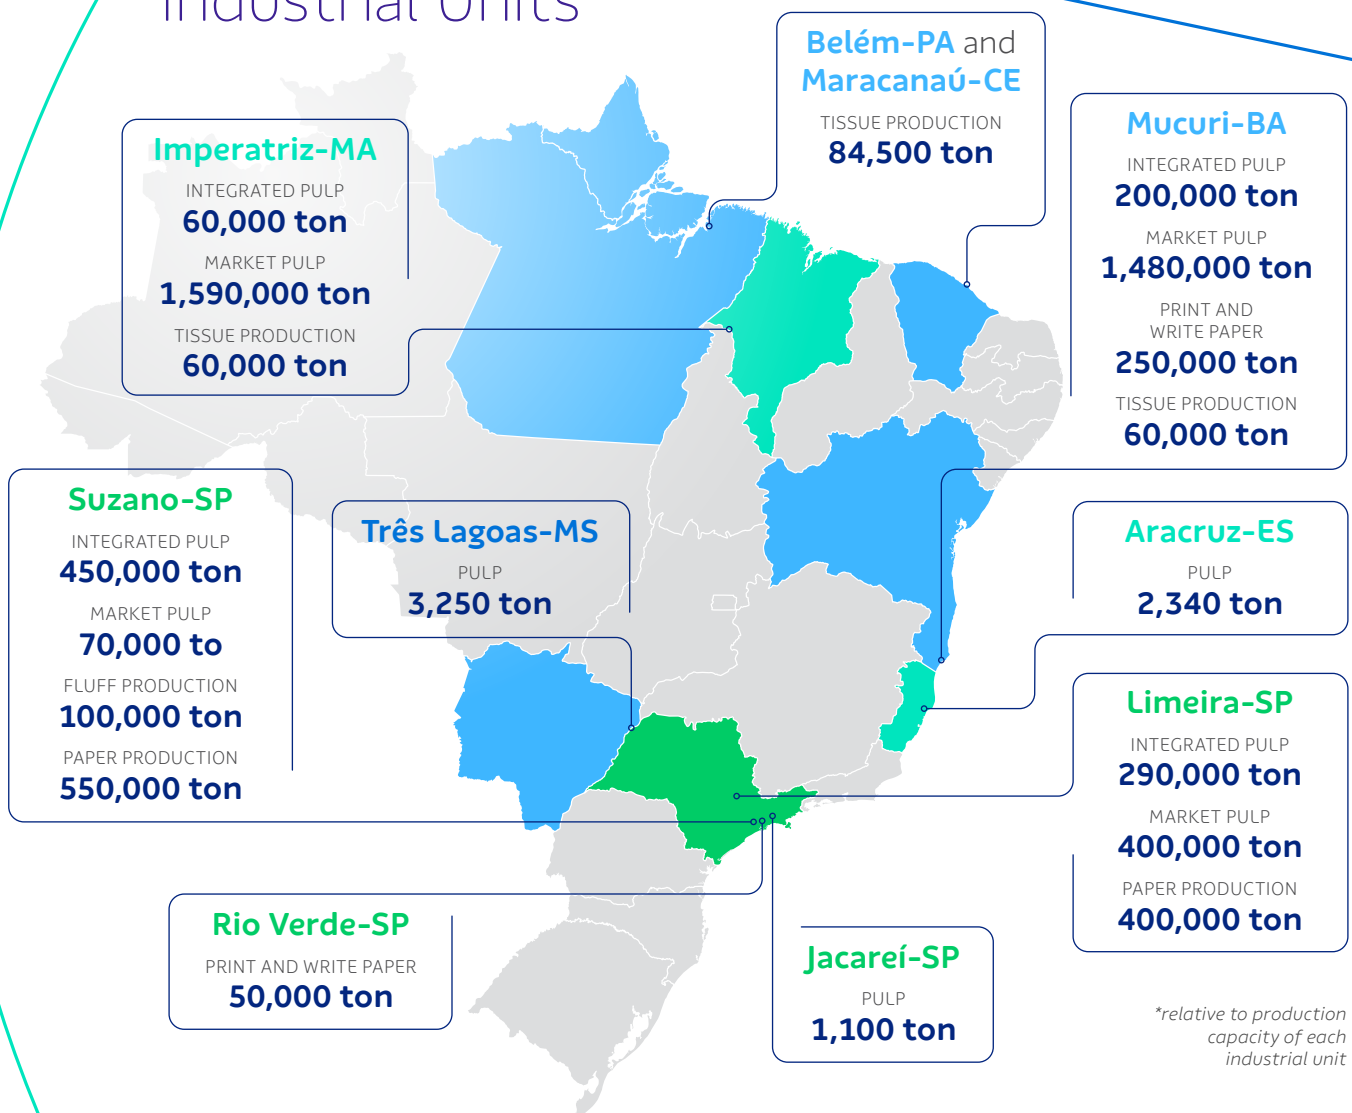 Industrial Units
Belém-PA and
Maracanaú-CE
TISSUE PRODUCTION
84,500 ton
Mucuri-BA
INTEGRATED PULP
200,000 ton
MARKET PULP
1,480,000 ton
PRINT AND
WRITE PAPER
250,000 ton
TISSUE PRODUCTION
60,000 ton
Imperatriz-MA
INTEGRATED PULP
60,000 ton
MARKET PULP
1,590,000 ton
TISSUE PRODUCTION
60,000 ton
Suzano-SP
INTEGRATED PULP
450,000 ton
MARKET PULP
70,000 to
FLUFF PRODUCTION
100,000 ton
PAPER PRODUCTION
550,000 ton
Três Lagoas-MS
PULP
3,250 ton
Aracruz-ES
PULP
2,340 ton
Limeira-SP
INTEGRATED PULP
290,000 ton
MARKET PULP
400,000 ton
PAPER PRODUCTION
400,000 ton
Rio Verde-SP
PRINT AND WRITE PAPER
50,000 ton
Jacareí-SP
PULP
1,100 ton
*relative to production
capacity of each
industrial unit